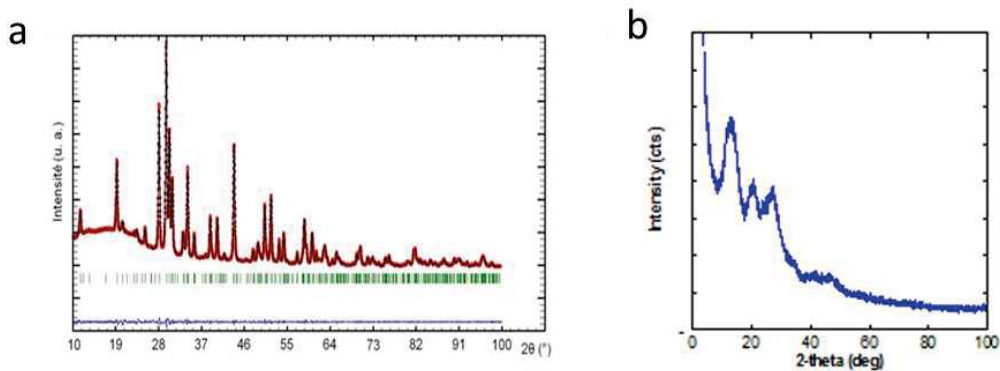 a
Intensité (u. a.)
10 19 28 37 46 55 64 73 82 91 100 2θ (°)
b
Intensity (cts)
0 20 40 60 80 100
2-theta (deg)